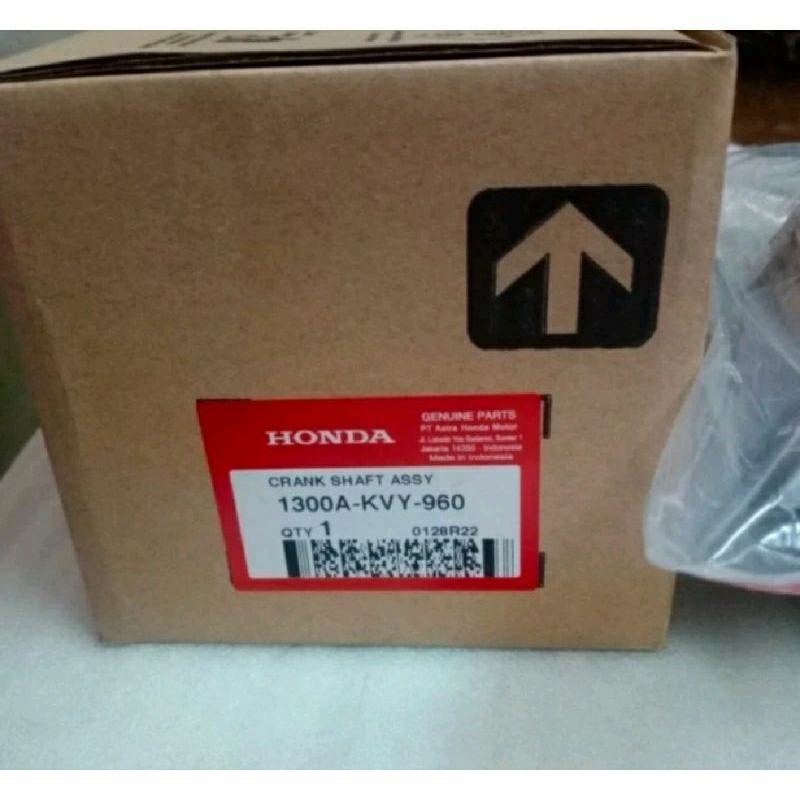 HONDA
GENUINE PARTS
PT Astra Honda Motor
Jakarta 14350 - Indonesia
Made in Indonesia
CRANK SHAFT ASSY
1300A-KVY-960
QTY 1
0128R22